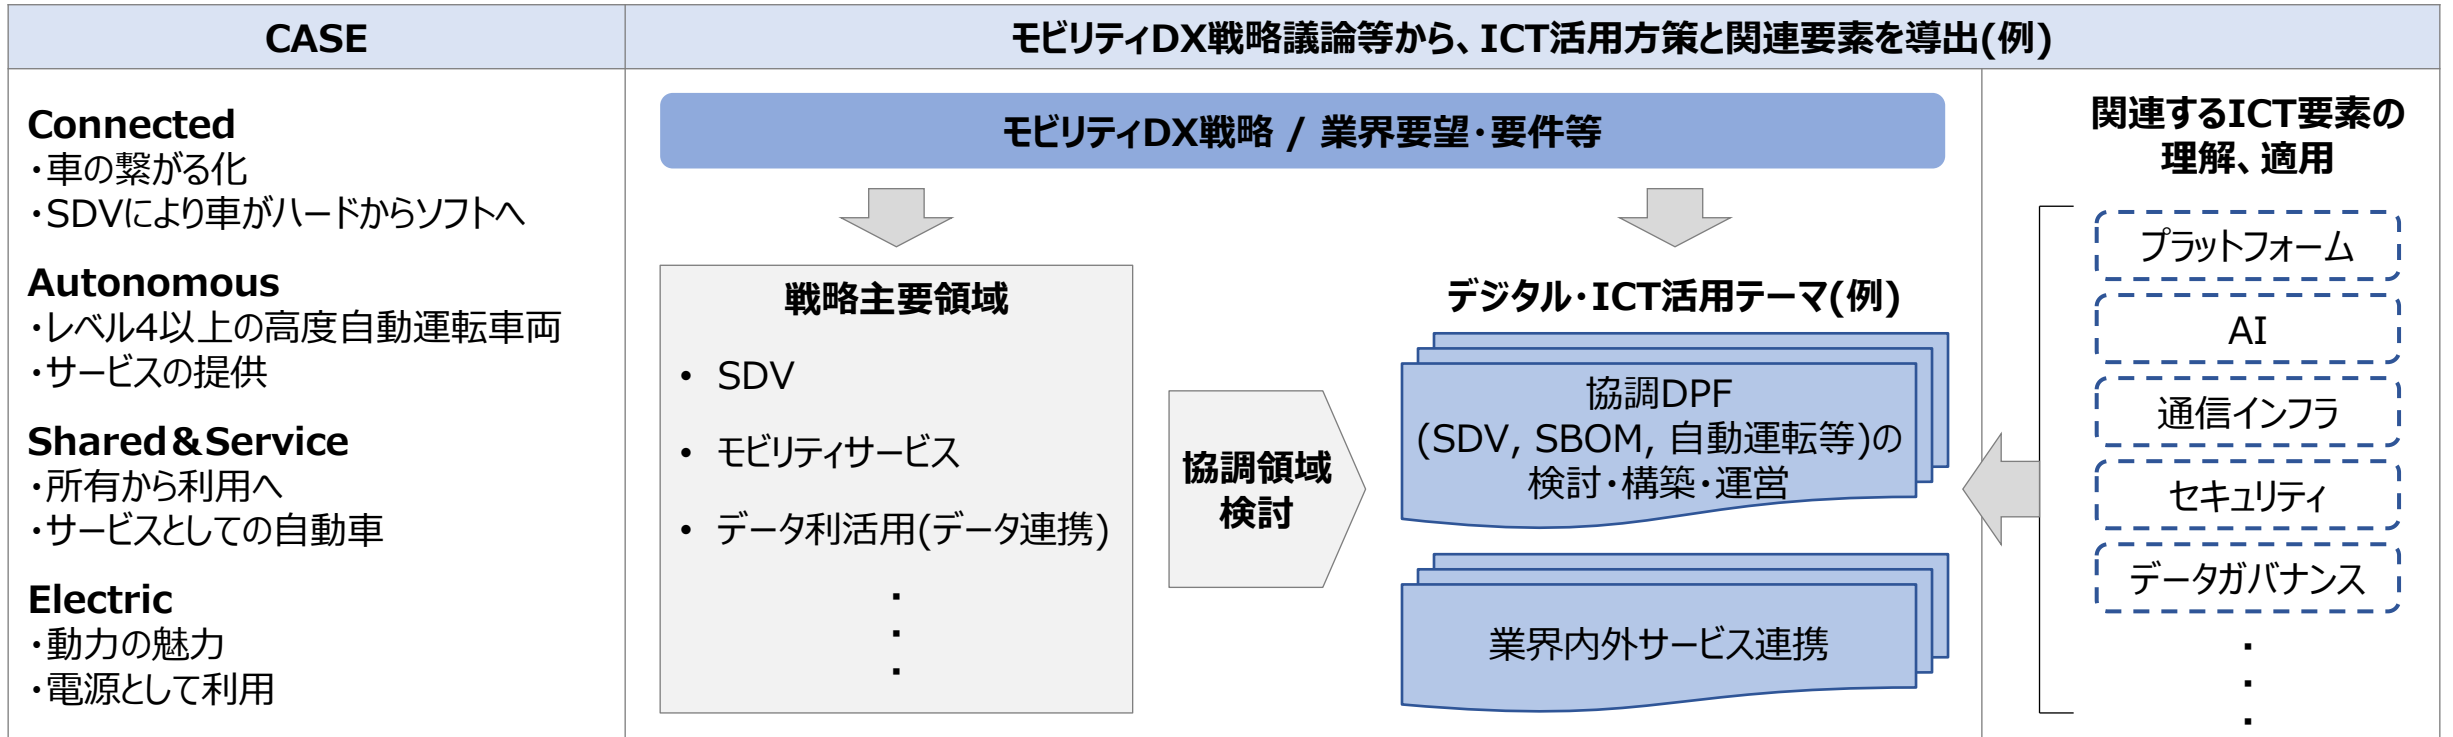 CASE
モビリティDX戦略議論等から、ICT活用方策と関連要素を導出(例)
Connected
・車の繋がる化
・SDVにより車がハードからソフトへ
Autonomous
・レベル4以上の高度自動運転車両
・サービスの提供
Shared&Service
・所有から利用へ
・サービスとしての自動車
Electric
・動力の魅力
・電源として利用
モビリティDX戦略 / 業界要望・要件等
戦略主要領域
• SDV
• モビリティサービス
• データ利活用(データ連携)
・
・
・
協調領域
検討
デジタル・ICT活用テーマ(例)
協調DPF
(SDV, SBOM, 自動運転等)の
検討・構築・運営
業界内外サービス連携
関連するICT要素の
理解、適用
プラットフォーム
AI
通信インフラ
セキュリティ
データガバナンス
・
・
・